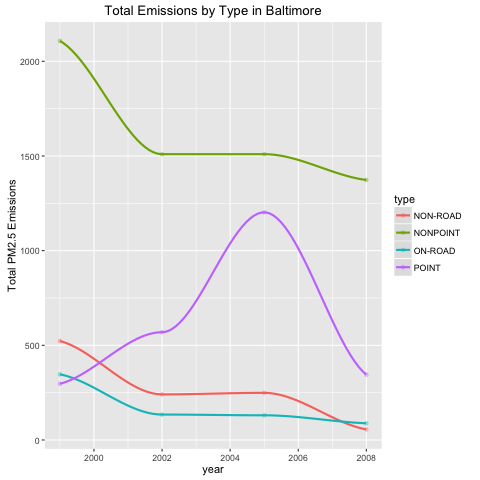 Total Emissions by Type in Baltimore
Total PM2.5 Emissions
2000
1500
1000
500
0
2000 2002 2004 2006 2008
year
type
NON-ROAD
NONPOINT
ON-ROAD
POINT